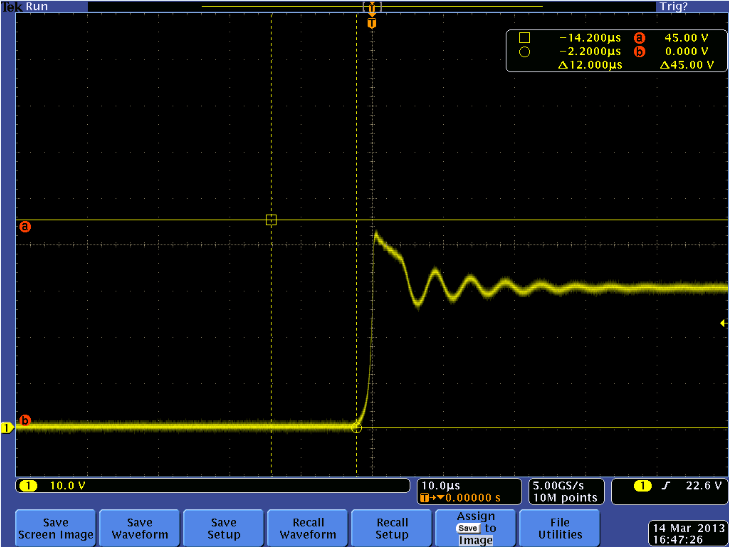 Tek Run Trig?
U
T
-14.200µs a 45.00 V
-2.2000µs b 0.000 V
Δ12.000µs Δ45.00 V
a
b
1
1 10.0 V
10.0µs
T→▼0.00000 s
5.00GS/s
10M points
1 ƒ 22.6 V
Save
Screen Image
Save
Waveform
Save
Setup
Recall
Waveform
Recall
Setup
Assign
Save to
Image
File
Utilities
14 Mar 2013
16:47:26